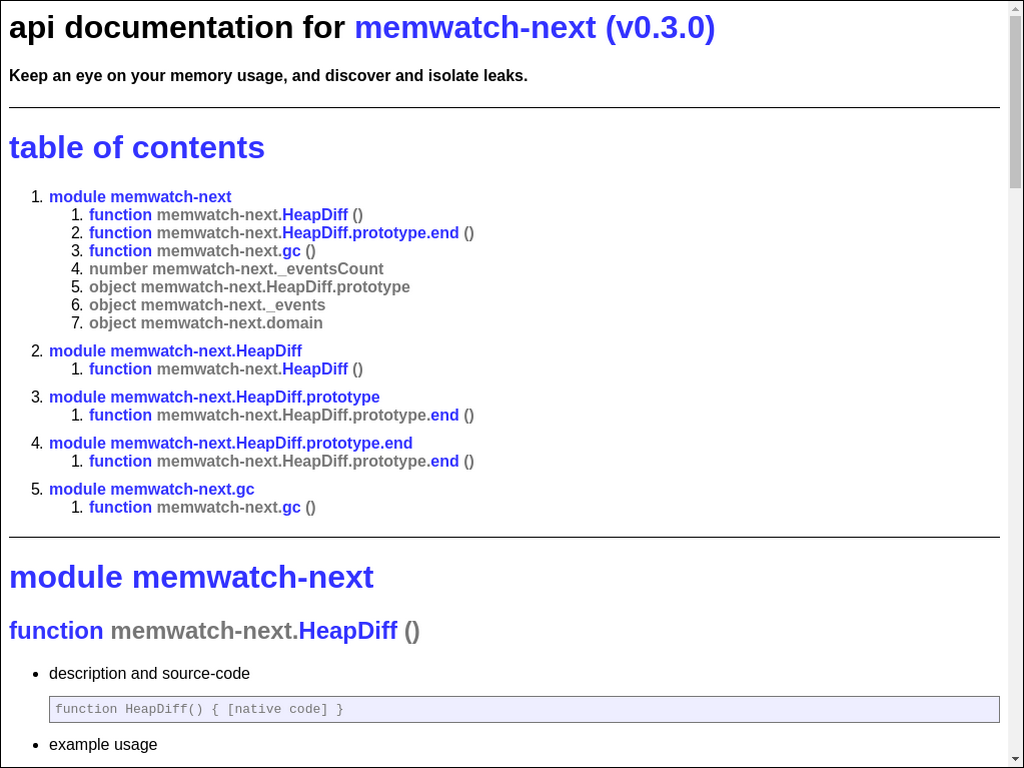 api documentation for memwatch-next (v0.3.0)
Keep an eye on your memory usage, and discover and isolate leaks.
table of contents
1. module memwatch-next
1. function memwatch-next.HeapDiff ()
2. function memwatch-next.HeapDiff.prototype.end ()
3. function memwatch-next.gc ()
4. number memwatch-next._eventsCount
5. object memwatch-next.HeapDiff.prototype
6. object memwatch-next._events
7. object memwatch-next.domain
2. module memwatch-next.HeapDiff
1. function memwatch-next.HeapDiff ()
3. module memwatch-next.HeapDiff.prototype
1. function memwatch-next.HeapDiff.prototype.end ()
4. module memwatch-next.HeapDiff.prototype.end
1. function memwatch-next.HeapDiff.prototype.end ()
5. module memwatch-next.gc
1. function memwatch-next.gc ()
module memwatch-next
function memwatch-next.HeapDiff ()
• description and source-code
function HeapDiff() { [native code] }
• example usage